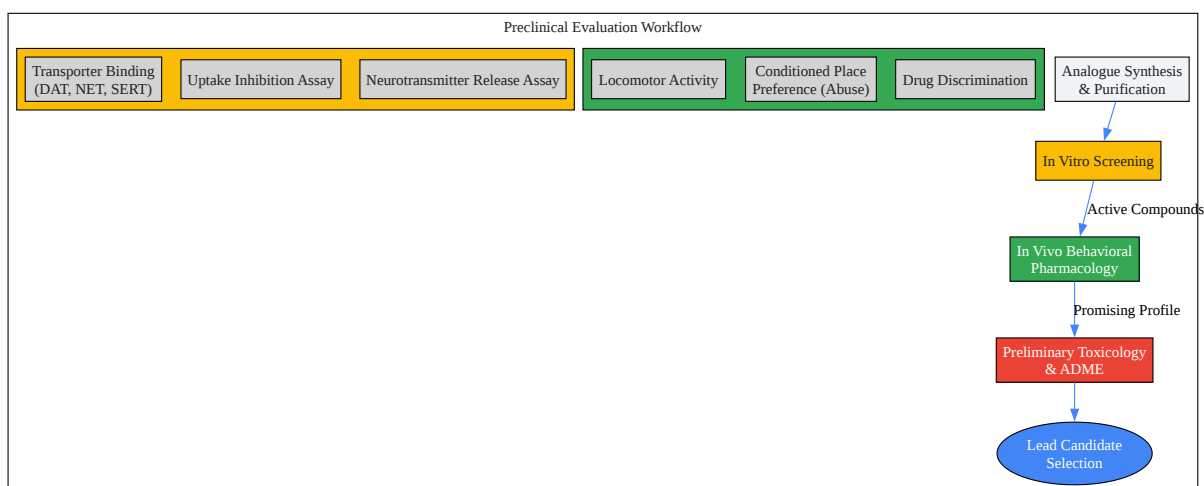 Preclinical Evaluation Workflow
Transporter Binding
(DAT, NET, SERT)
Uptake Inhibition Assay
Neurotransmitter Release Assay
Locomotor Activity
Conditioned Place
Preference (Abuse)
Drug Discrimination
Analogue Synthesis
& Purification
In Vitro Screening
Active Compounds
In Vivo Behavioral
Pharmacology
Promising Profile
Preliminary Toxicology
& ADME
Lead Candidate
Selection